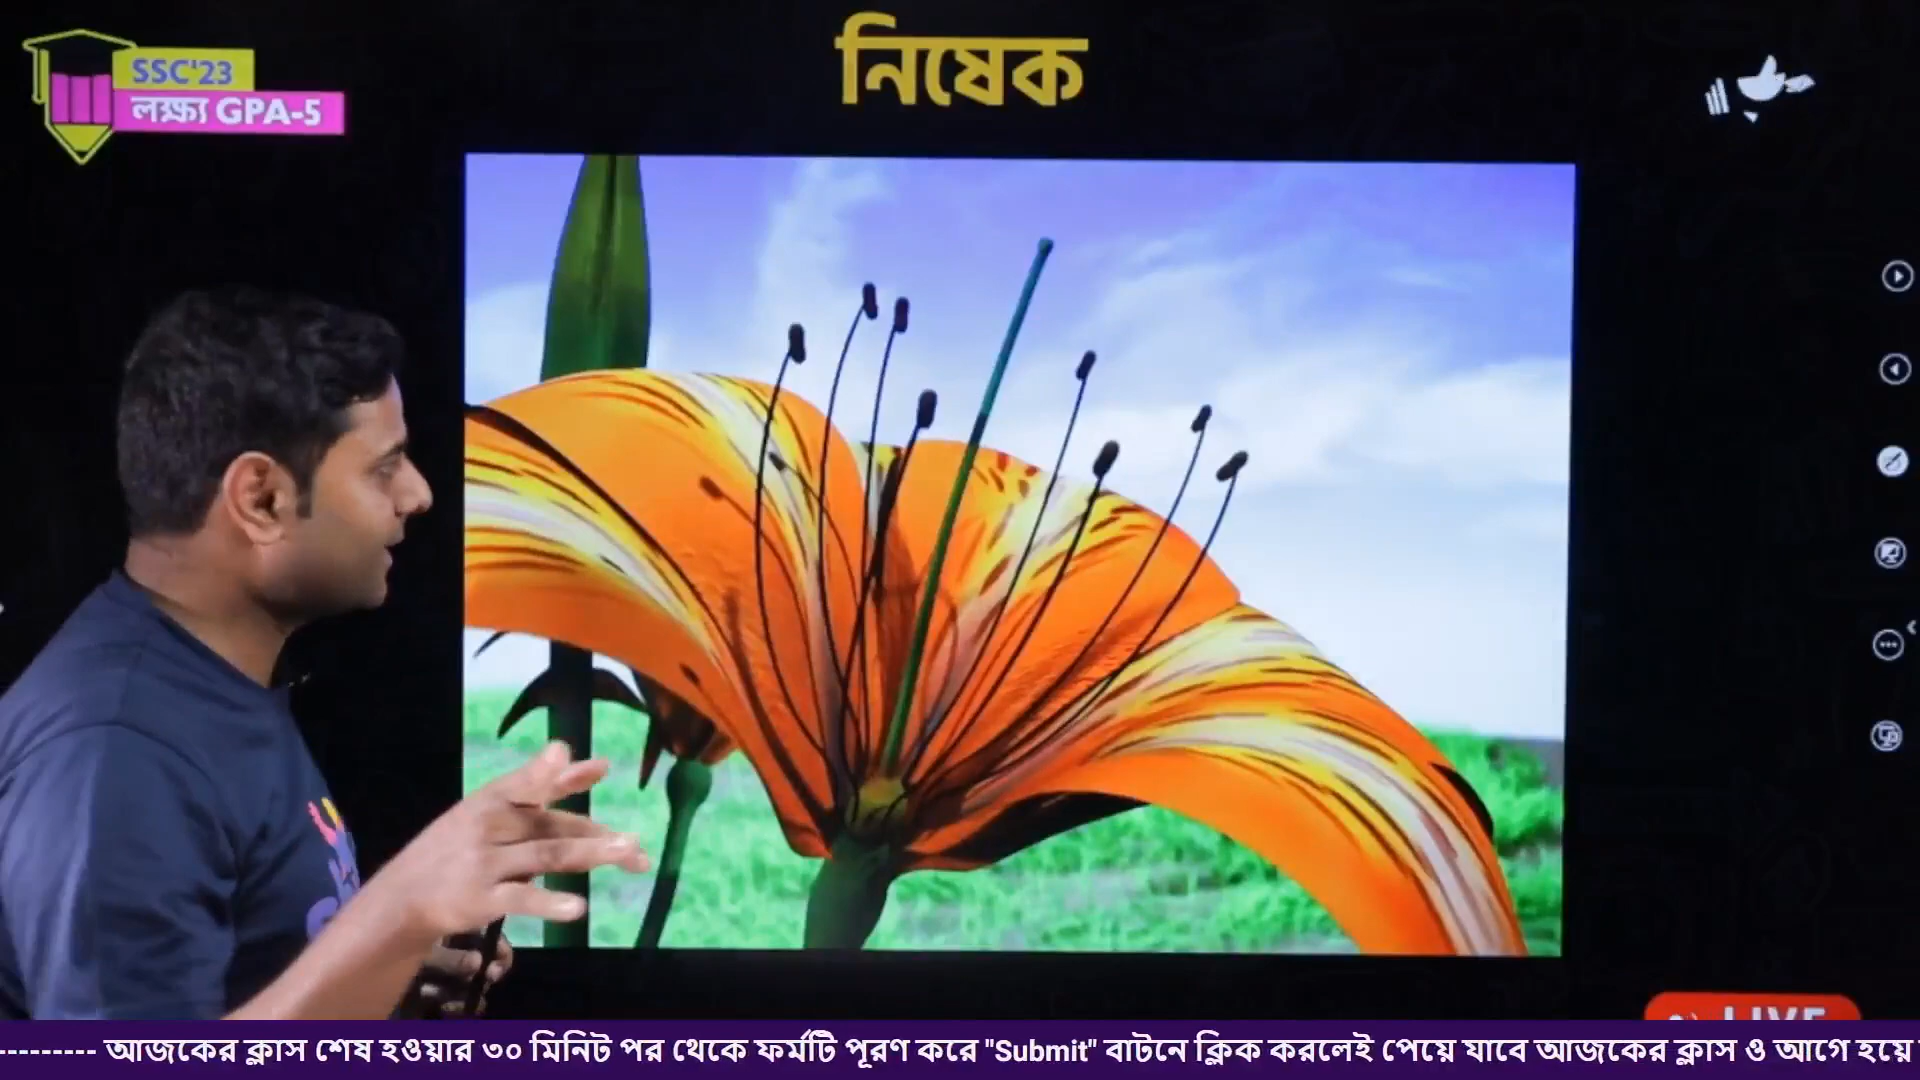 নিষেক
SSC'23
লক্ষ্য GPA-5
LIVE
--------- আজকের ক্লাস শেষ হওয়ার ৩০ মিনিট পর থেকে ফর্মটি পূরণ করে "Submit" বাটনে ক্লিক করলেই পেয়ে যাবে আজকের ক্লাস ও আগে হয়ে